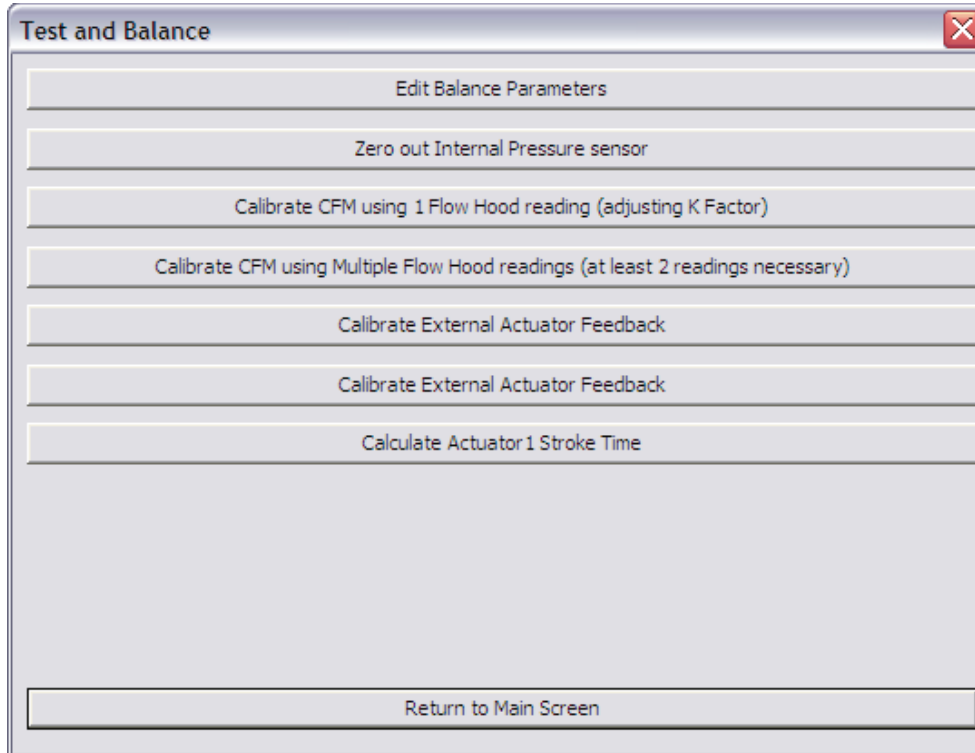 Test and Balance
Edit Balance Parameters
Zero out Internal Pressure sensor
Calibrate CFM using 1 Flow Hood reading (adjusting K Factor)
Calibrate CFM using Multiple Flow Hood readings (at least 2 readings necessary)
Calibrate External Actuator Feedback
Calibrate External Actuator Feedback
Calculate Actuator1 Stroke Time
Return to Main Screen